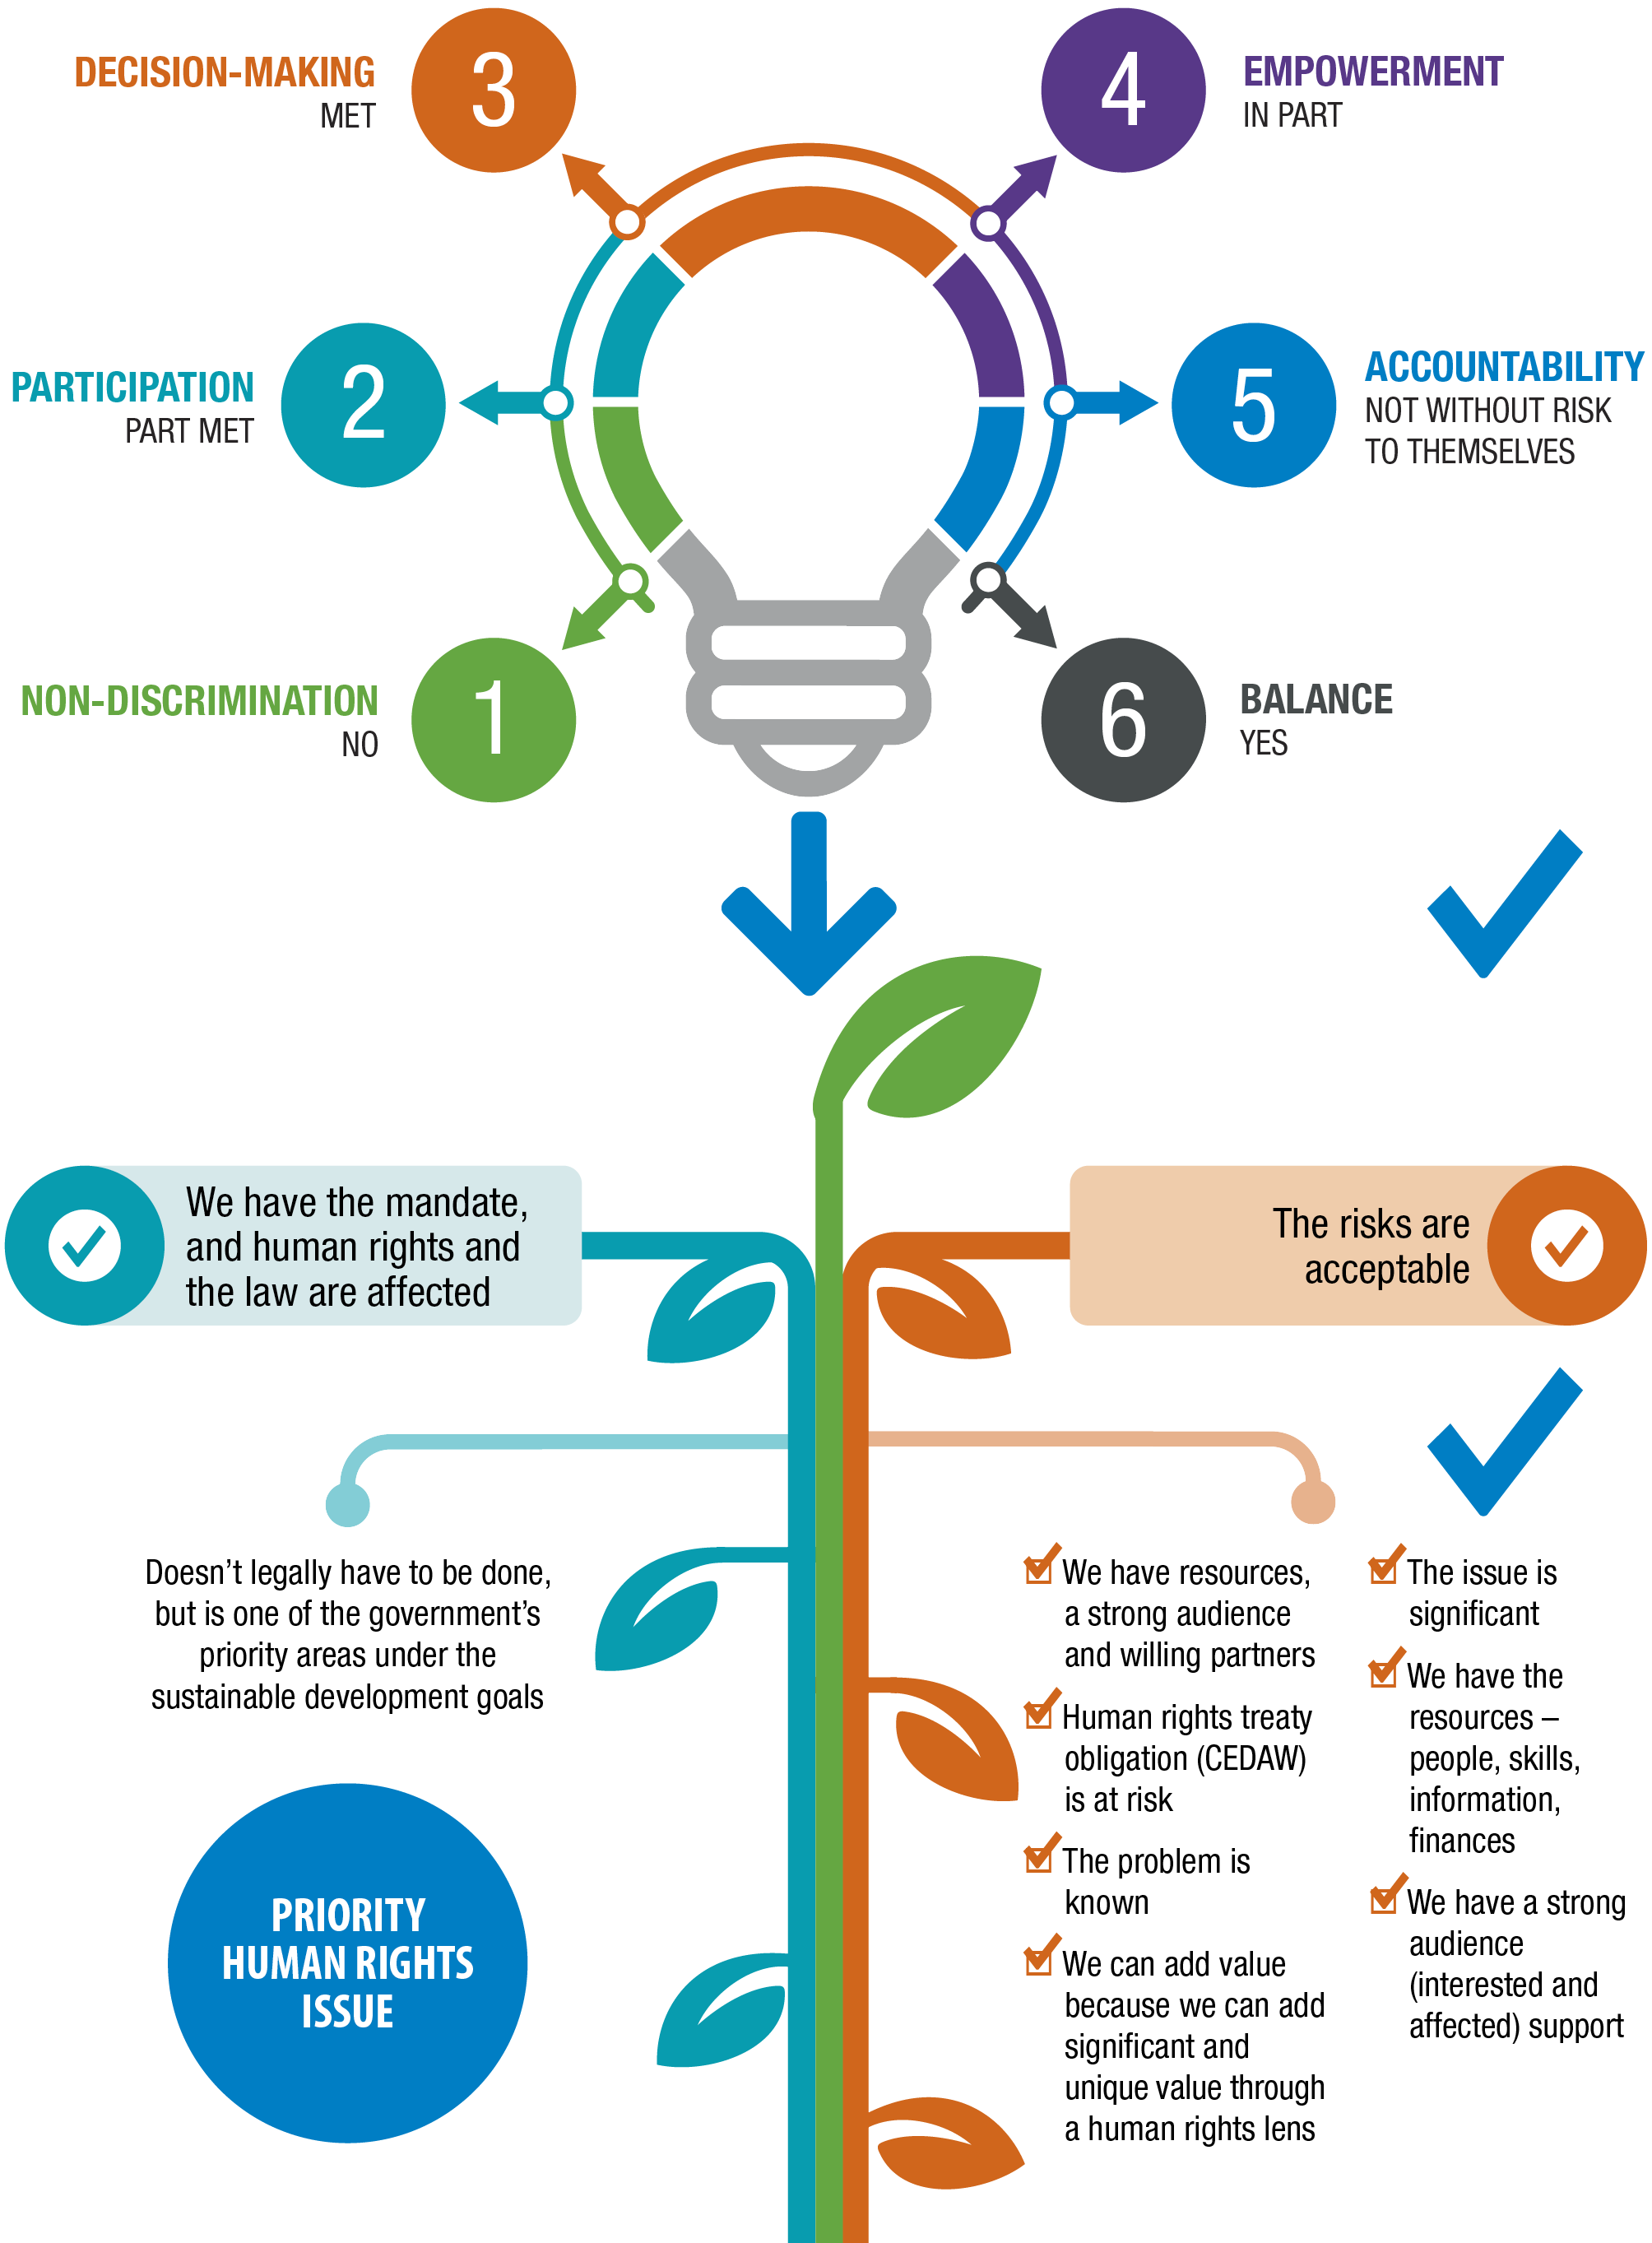 DECISION-MAKING
MET
3
4
EMPOWERMENT
IN PART
PARTICIPATION
PART MET
2
5
ACCOUNTABILITY
NOT WITHOUT RISK
TO THEMSELVES
NON-DISCRIMINATION
NO
1
6
BALANCE
YES
We have the mandate,
and human rights and
the law are affected
The risks are
acceptable
Doesn’t legally have to be done,
but is one of the government’s
priority areas under the
sustainable development goals
PRIORITY
HUMAN RIGHTS
ISSUE
We have resources,
a strong audience
and willing partners
Human rights treaty
obligation (CEDAW)
is at risk
The problem is
known
We can add value
because we can add
significant and
unique value through
a human rights lens
The issue is
significant
We have the
resources –
people, skills,
information,
finances
We have a strong
audience
(interested and
affected) support